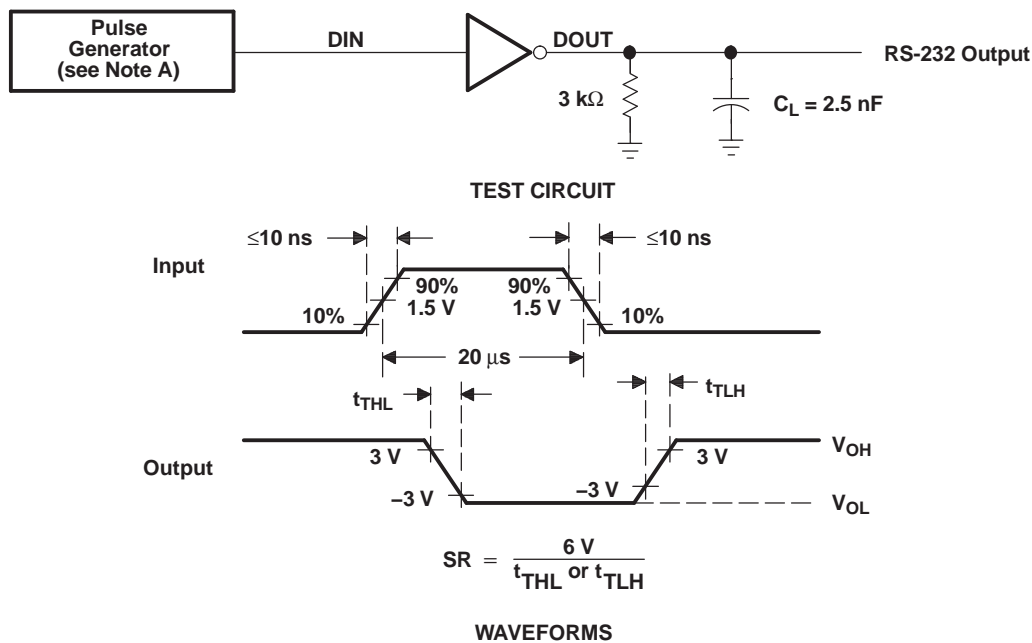 Pulse
Generator
(see Note A)
DIN
DOUT
RS-232 Output
3 kΩ
C_L = 2.5 nF
TEST CIRCUIT
≤10 ns
≤10 ns
Input
90%
90%
1.5 V
1.5 V
10%
10%
20 μs
t_THL
t_TLH
Output
3 V
3 V
V_OH
–3 V
–3 V
V_OL
SR = 6 V / t_THL or t_TLH
WAVEFORMS